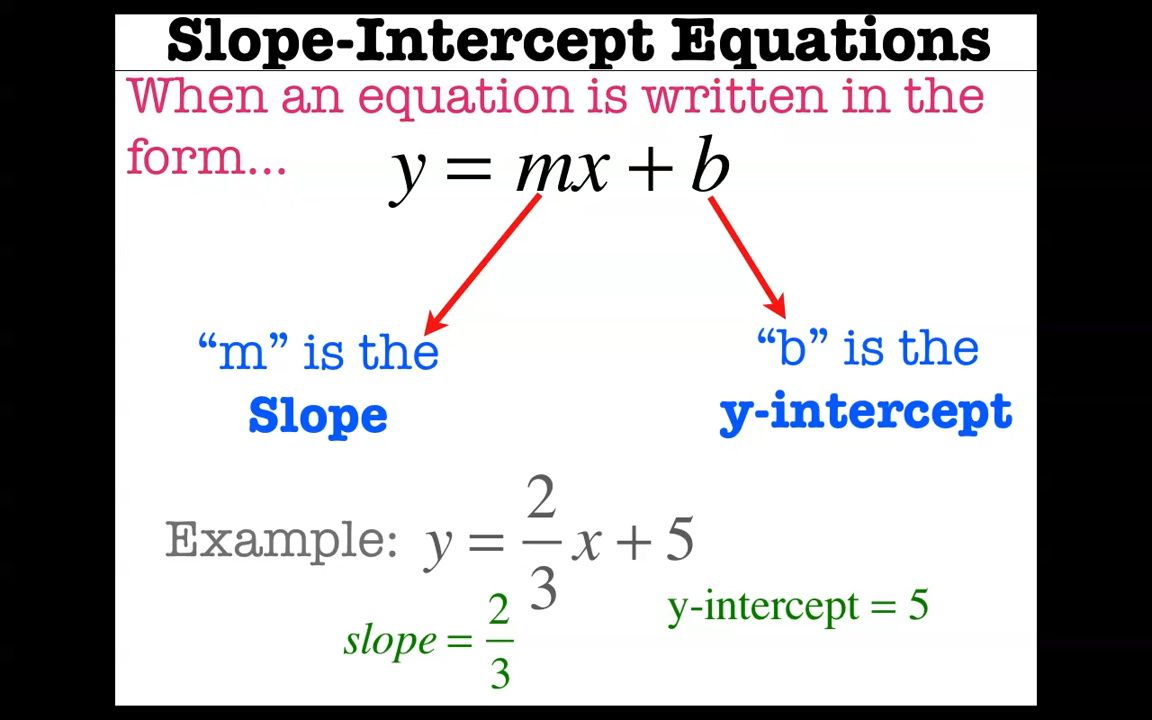 Slope-Intercept Equations
When an equation is written in the
form...
y = mx + b
“m” is the
Slope
“b” is the
y-intercept
Example: y = 2/3 x + 5
slope = 2/3
y-intercept = 5